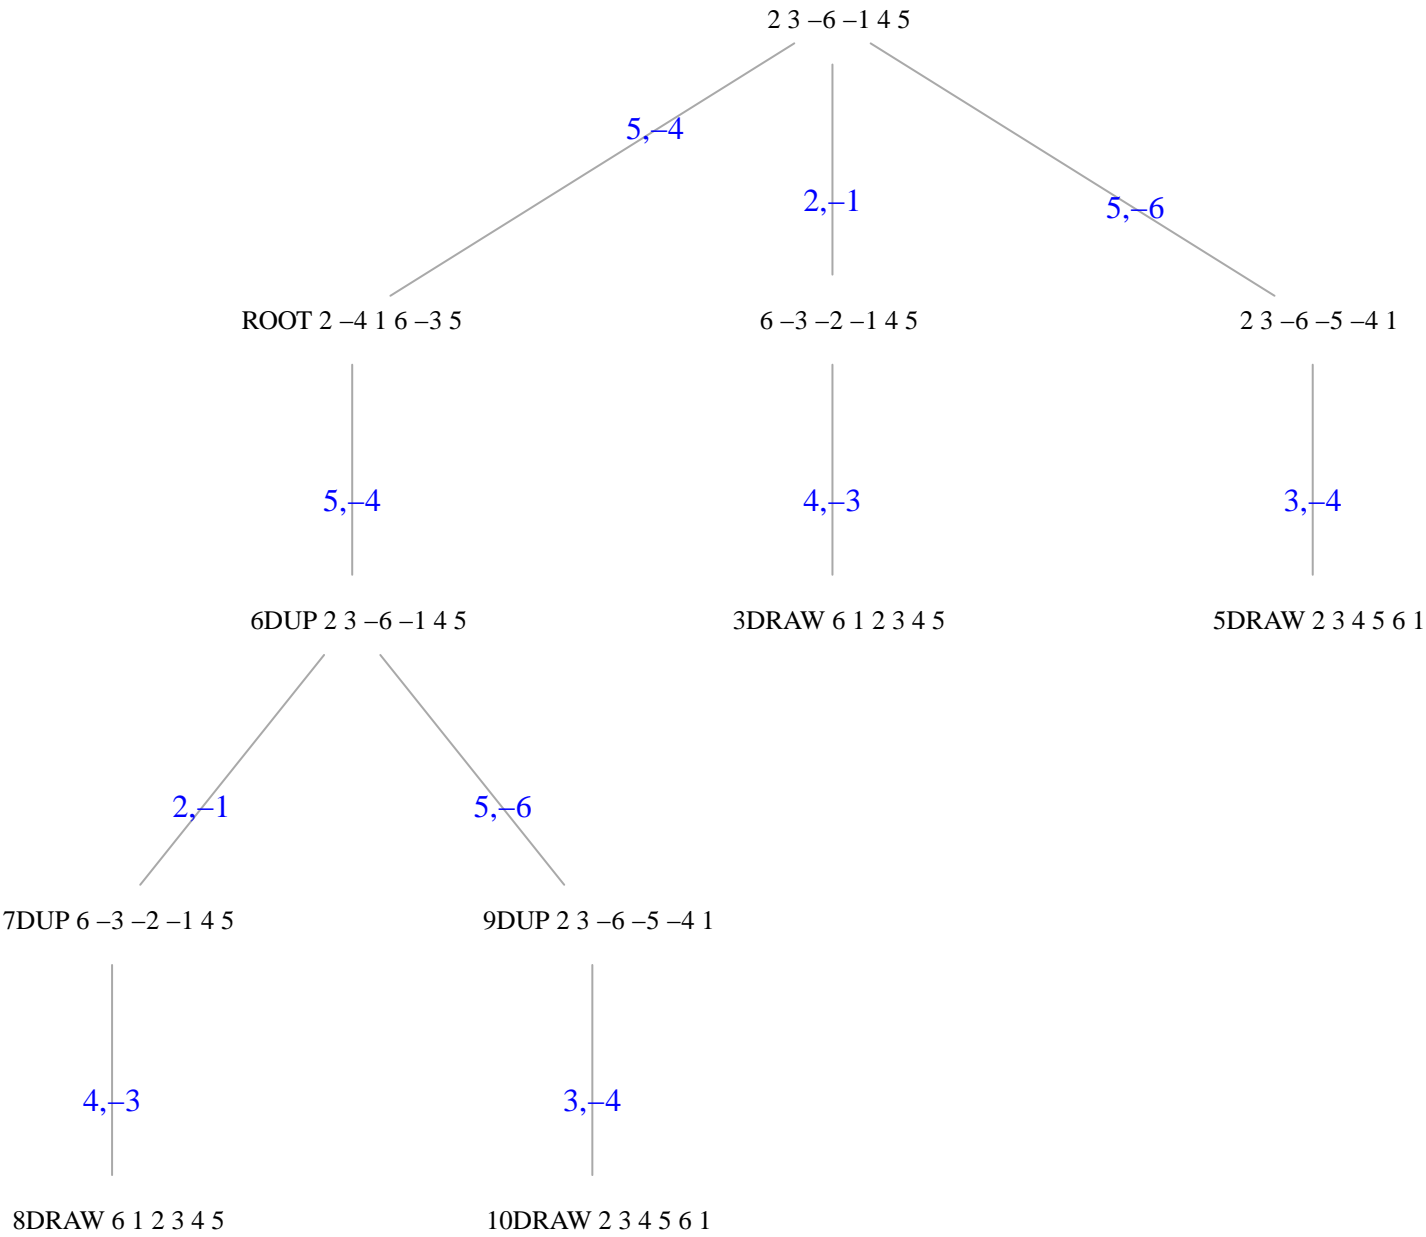 2 3 –6 –1 4 5
5,–4
2,–1
5,–6
ROOT 2 –4 1 6 –3 5
6 –3 –2 –1 4 5
2 3 –6 –5 –4 1
5,–4
4,–3
3,–4
6DUP 2 3 –6 –1 4 5
3DRAW 6 1 2 3 4 5
5DRAW 2 3 4 5 6 1
2,–1
5,–6
7DUP 6 –3 –2 –1 4 5
9DUP 2 3 –6 –5 –4 1
4,–3
3,–4
8DRAW 6 1 2 3 4 5
10DRAW 2 3 4 5 6 1